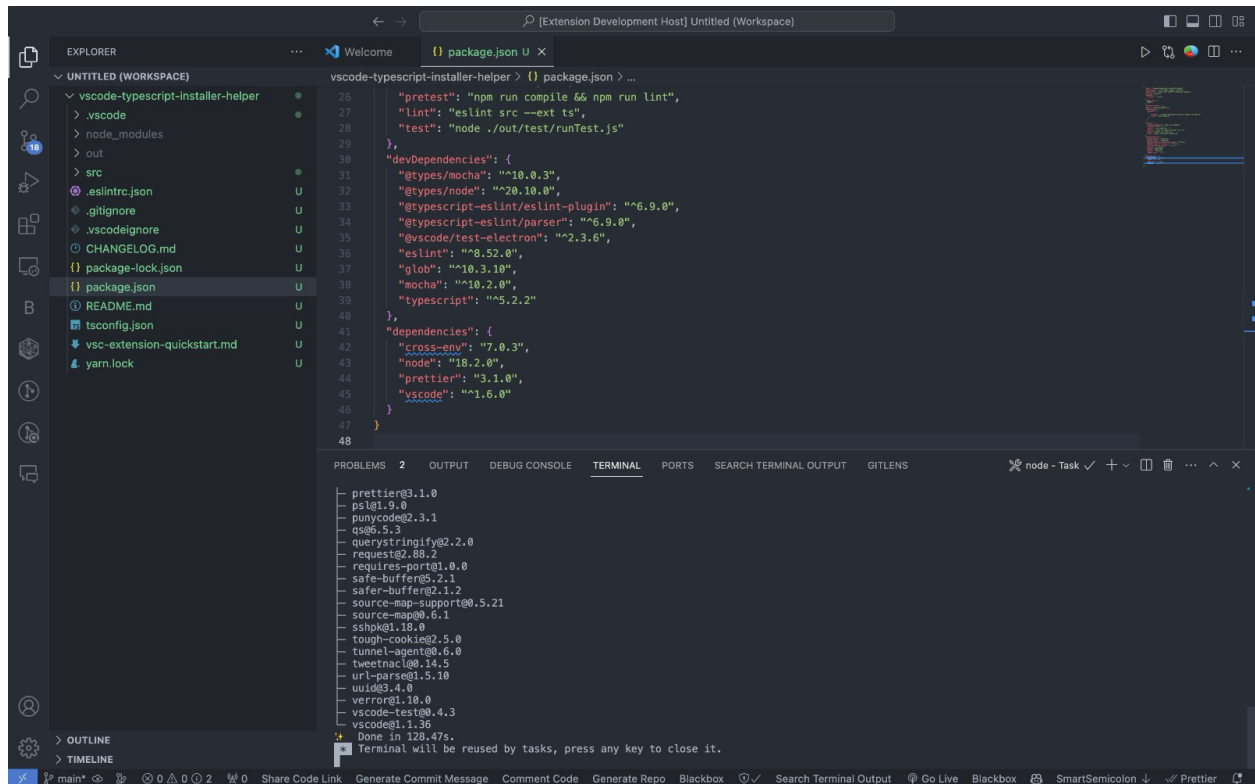 [Extension Development Host] Untitled (Workspace)
EXPLORER
UNTITLED (WORKSPACE)
vscode-typescript-installer-helper
.vscode
node_modules
out
src
.eslintrc.json U
.gitignore U
.vscodeignore U
CHANGELOG.md U
package-lock.json U
package.json U
README.md U
tsconfig.json U
vsc-extension-quickstart.md U
yarn.lock U
OUTLINE
TIMELINE
18
Welcome
{} package.json U
vscode-typescript-installer-helper > {} package.json > ...
26 "pretest": "npm run compile && npm run lint",
27 "lint": "eslint src --ext ts",
28 "test": "node ./out/test/runTest.js"
29 },
30 "devDependencies": {
31 "@types/mocha": "^10.0.3",
32 "@types/node": "^20.10.0",
33 "@typescript-eslint/eslint-plugin": "^6.9.0",
34 "@typescript-eslint/parser": "^6.9.0",
35 "@vscode/test-electron": "^2.3.6",
36 "eslint": "^8.52.0",
37 "glob": "^10.3.10",
38 "mocha": "^10.2.0",
39 "typescript": "^5.2.2"
40 },
41 "dependencies": {
42 "cross-env": "7.0.3",
43 "node": "18.2.0",
44 "prettier": "3.1.0",
45 "vscode": "^1.6.0"
46 }
47 }
48
PROBLEMS 2 OUTPUT DEBUG CONSOLE TERMINAL PORTS SEARCH TERMINAL OUTPUT GITLENS node - Task
├─ prettier@3.1.0
├─ psl@1.9.0
├─ punycode@2.3.1
├─ qs@6.5.3
├─ querystringify@2.2.0
├─ request@2.88.2
├─ requires-port@1.0.0
├─ safe-buffer@5.2.1
├─ safer-buffer@2.1.2
├─ source-map-support@0.5.21
├─ source-map@0.6.1
├─ sshpk@1.18.0
├─ tough-cookie@2.5.0
├─ tunnel-agent@0.6.0
├─ tweetnacl@0.14.5
├─ url-parse@1.5.10
├─ uuid@3.4.0
├─ verror@1.10.0
├─ vscode-test@0.4.3
└─ vscode@1.1.36
✨ Done in 128.47s.
* Terminal will be reused by tasks, press any key to close it.
main* 0 0 2 0 Share Code Link Generate Commit Message Comment Code Generate Repo Blackbox Search Terminal Output Go Live Blackbox SmartSemicolon ↓ Prettier